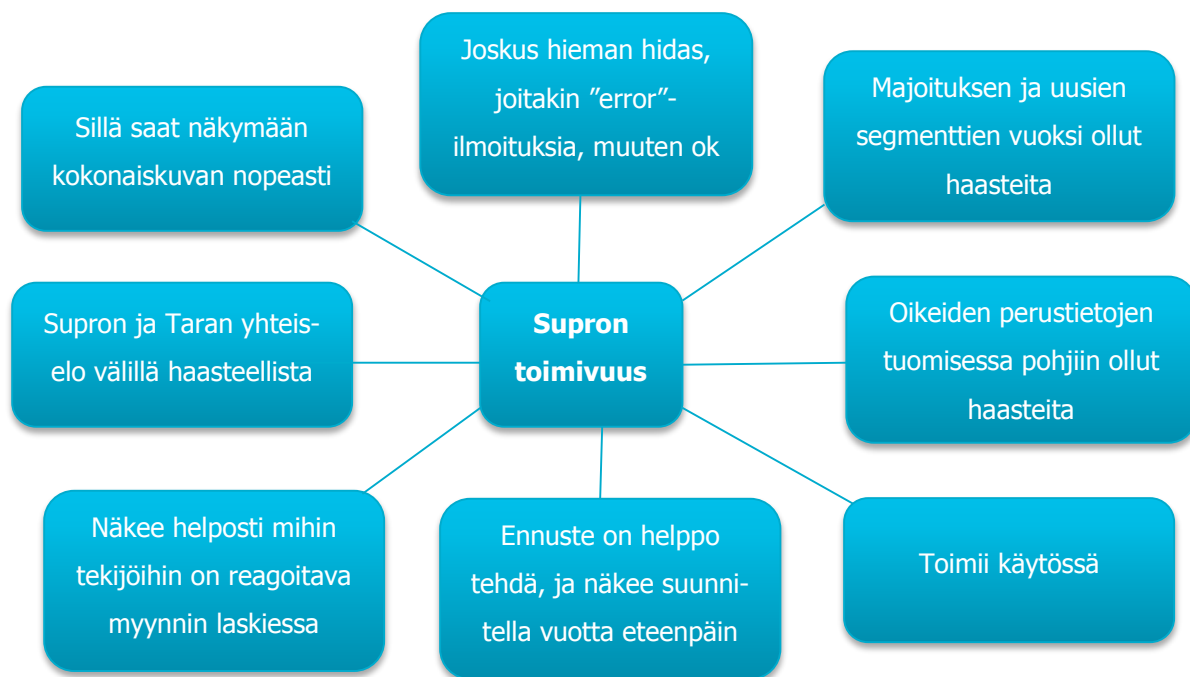 Joskus hieman hidas,
joitakin ”error”-
ilmoituksia, muuten ok
Sillä saat näkymään
kokonaiskuvan nopeasti
Majoituksen ja uusien
segmenttien vuoksi ollut
haasteita
Supron ja Taran yhteis-
elo välillä haasteellista
Supron
toimivuus
Oikeiden perustietojen
tuomisessa pohjiin ollut
haasteita
Näkee helposti mihin
tekijöihin on reagoitava
myynnin laskiessa
Ennuste on helppo
tehdä, ja näkee suunni-
tella vuotta eteenpäin
Toimii käytössä